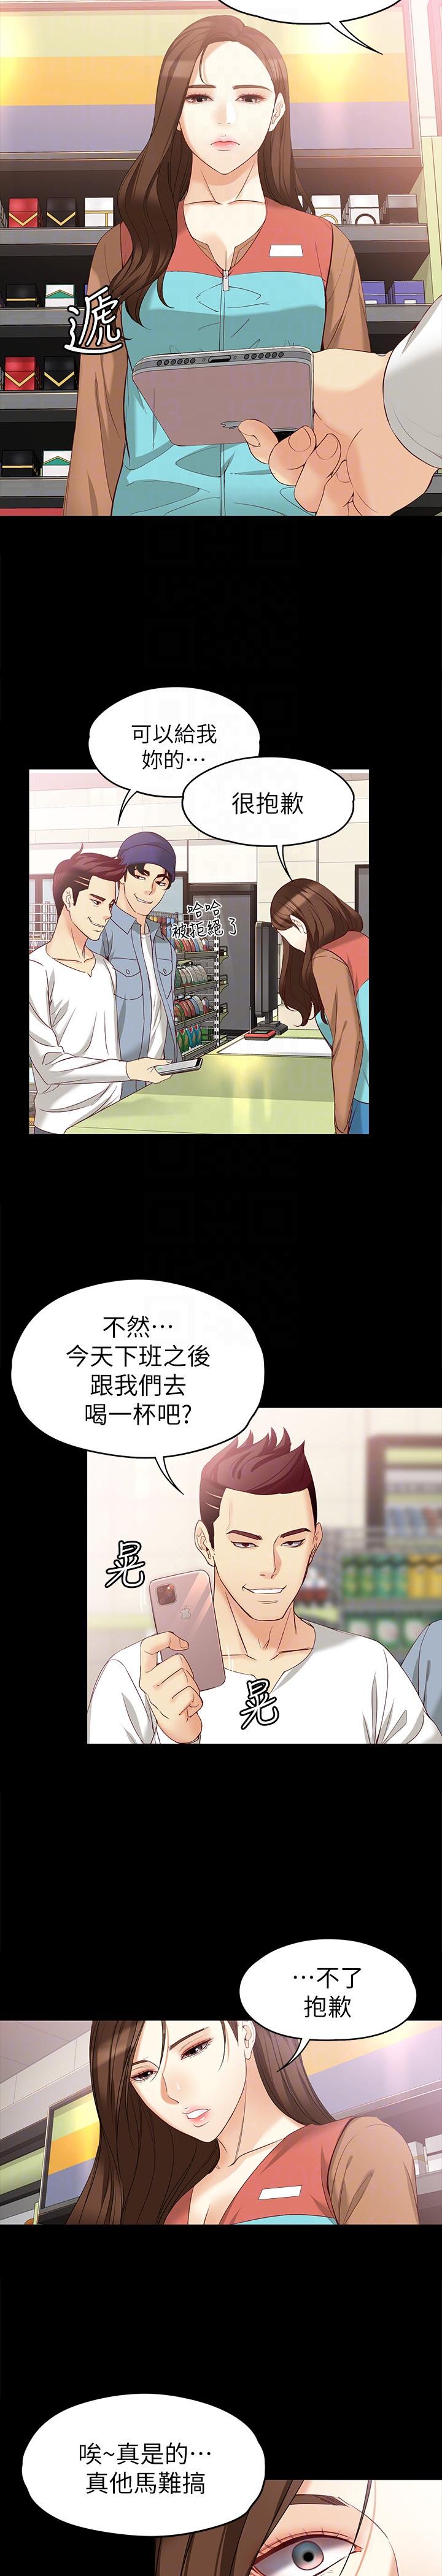 遞
可以給我
妳的…
很抱歉
哈哈
被拒絕了
不然…
今天下班之後
跟我們去
喝一杯吧?
晃
晃
…不了
抱歉
唉~真是的…
真他馬難搞